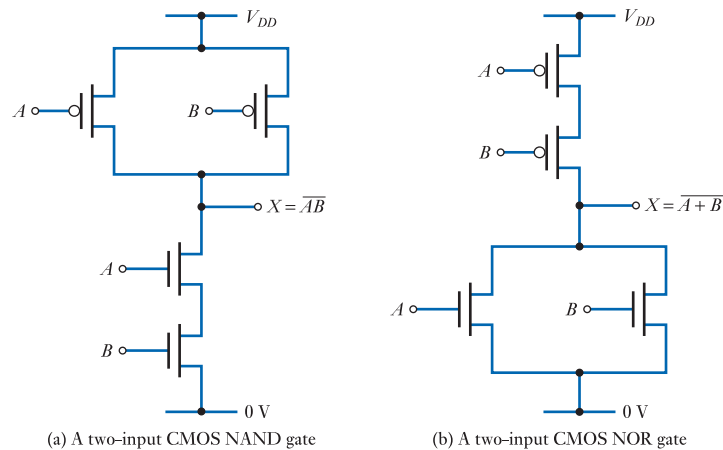 V_DD
A
B
X = \overline{AB}
A
B
0 V
(a) A two-input CMOS NAND gate
V_DD
A
B
X = \overline{A + B}
A
B
0 V
(b) A two-input CMOS NOR gate